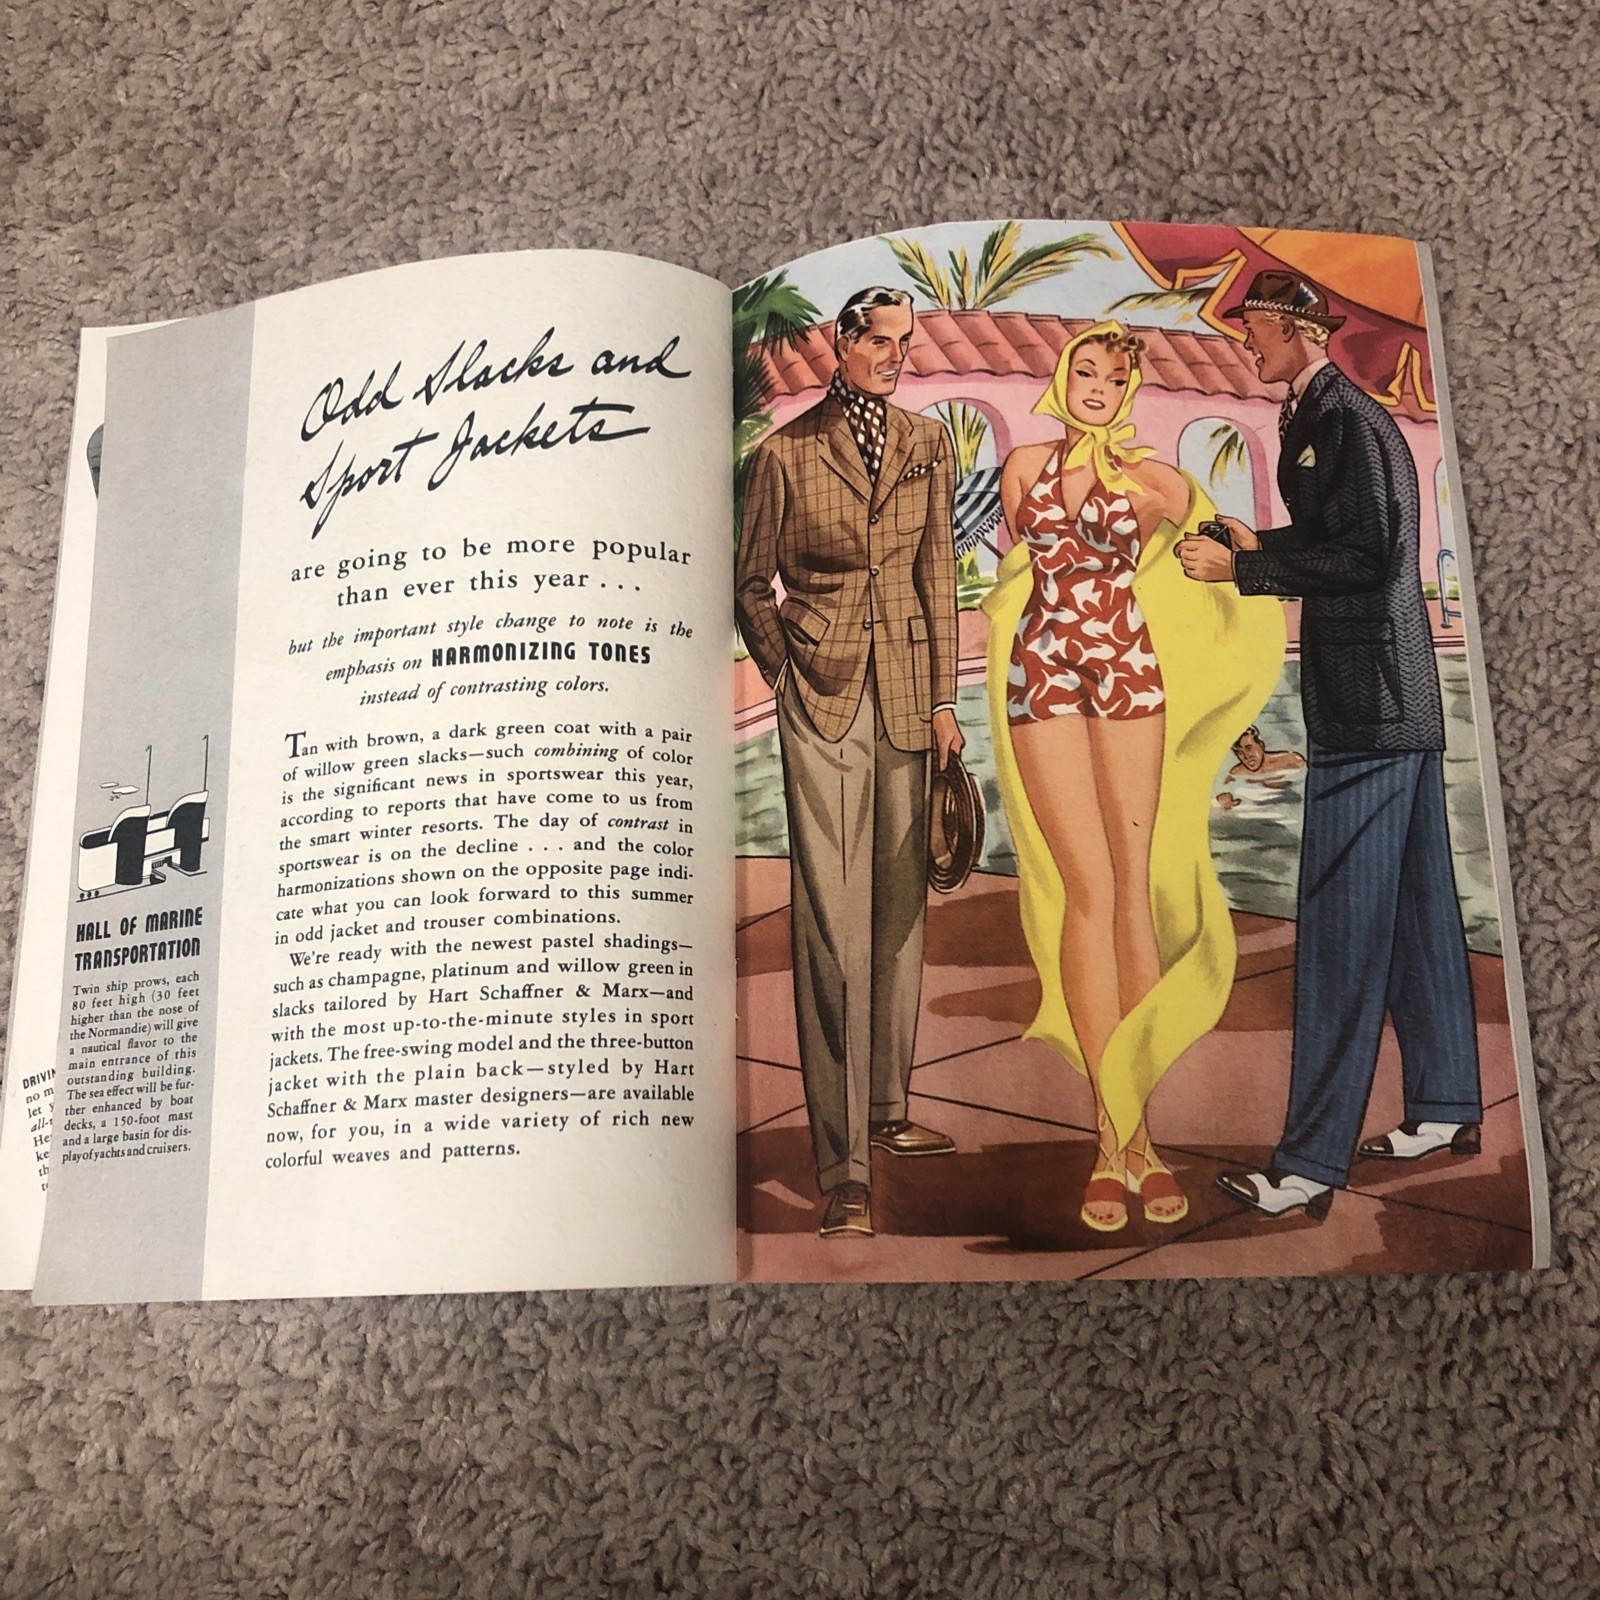 Odd Slacks and
Sport Jackets
are going to be more popular
than ever this year . . .
but the important style change to note is the
emphasis on HARMONIZING TONES
instead of contrasting colors.
Tan with brown, a dark green coat with a pair
of willow green slacks—such combining of color
is the significant news in sportswear this year,
according to reports that have come to us from
the smart winter resorts. The day of contrast in
sportswear is on the decline . . . and the color
harmonizations shown on the opposite page indi-
cate what you can look forward to this summer
in odd jacket and trouser combinations.
We're ready with the newest pastel shadings—
such as champagne, platinum and willow green in
slacks tailored by Hart Schaffner & Marx—and
with the most up-to-the-minute styles in sport
jackets. The free-swing model and the three-button
jacket with the plain back—styled by Hart
Schaffner & Marx master designers—are available
now, for you, in a wide variety of rich new
colorful weaves and patterns.
HALL OF MARINE
TRANSPORTATION
Twin ship prows, each
80 feet high (30 feet
higher than the nose of
the Normandie) will give
a nautical flavor to the
main entrance of this
outstanding building.
The sea effect will be fur-
ther enhanced by boat
decks, a 150-foot mast
and a large basin for dis-
play of yachts and cruisers.
no
let